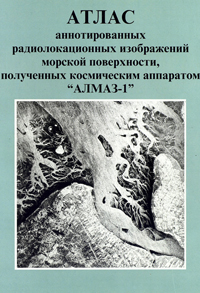 АТЛАС
аннотированных
радиолокационных изображений
морской поверхности,
полученных космическим аппаратом
“АЛМАЗ-1”